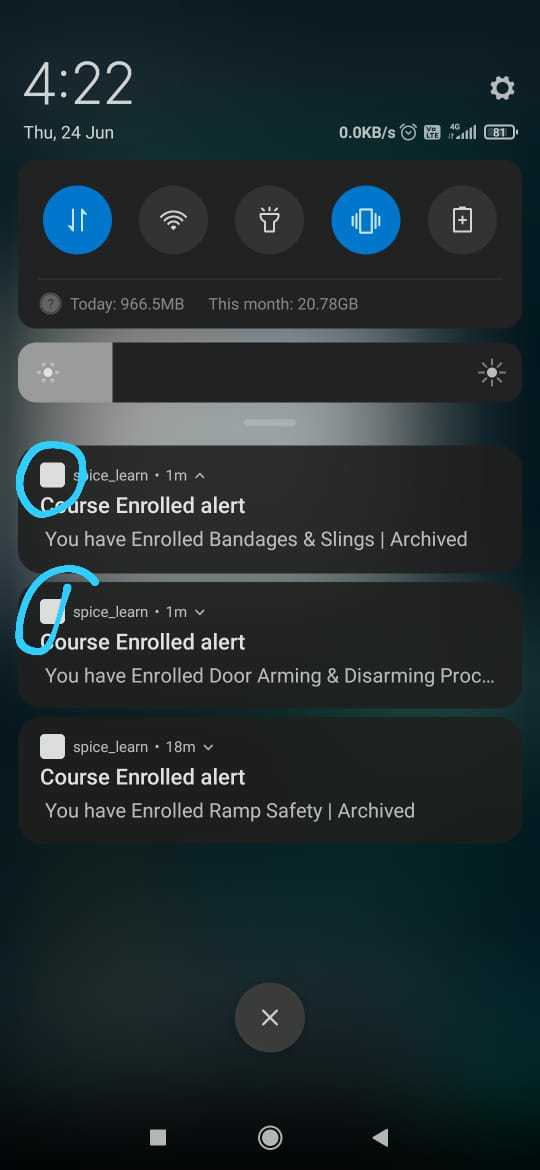 4:22
Thu, 24 Jun
0.0KB/s Vo LTE 4G 81
Today: 966.5MB This month: 20.78GB
spice_learn • 1m
Course Enrolled alert
You have Enrolled Bandages & Slings | Archived
spice_learn • 1m
Course Enrolled alert
You have Enrolled Door Arming & Disarming Proc...
spice_learn • 18m
Course Enrolled alert
You have Enrolled Ramp Safety | Archived